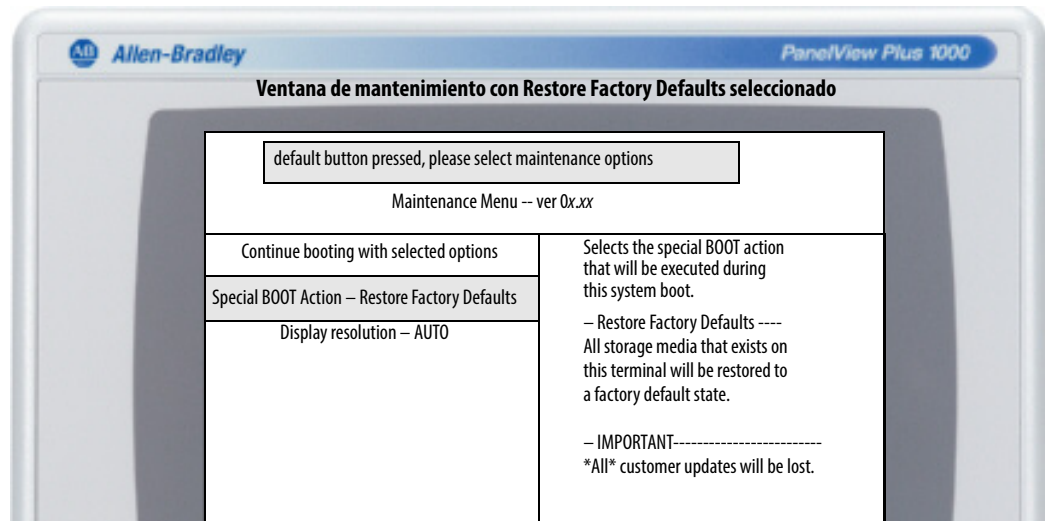 Allen-Bradley
PanelView Plus 1000
Ventana de mantenimiento con Restore Factory Defaults seleccionado
default button pressed, please select maintenance options
Maintenance Menu -- ver 0x.xx
Continue booting with selected options
Special BOOT Action – Restore Factory Defaults
Display resolution – AUTO
Selects the special BOOT action
that will be executed during
this system boot.
– Restore Factory Defaults ----
All storage media that exists on
this terminal will be restored to
a factory default state.
– IMPORTANT-------------------------
*All* customer updates will be lost.